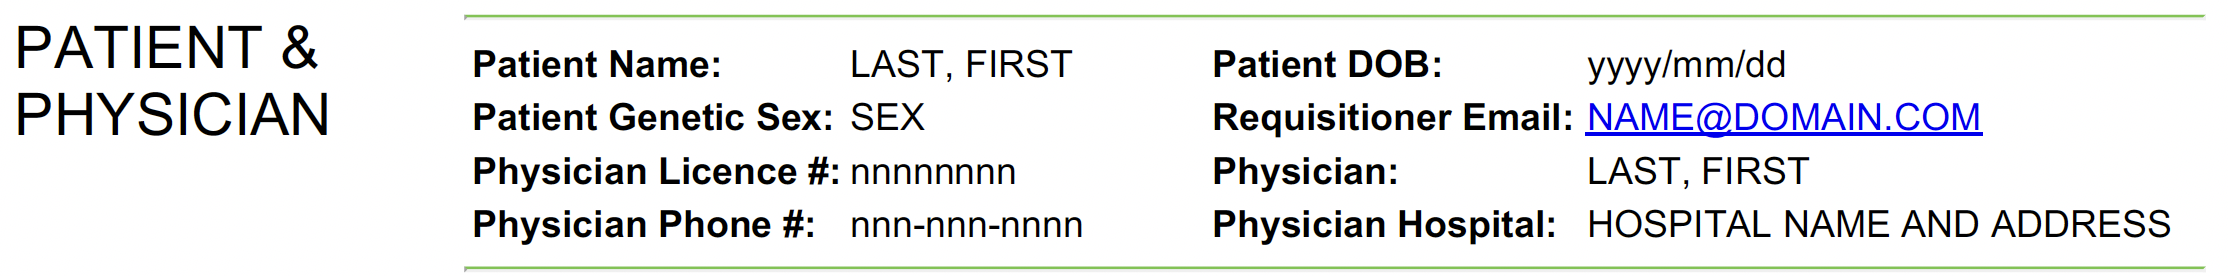 PATIENT &
PHYSICIAN
Patient Name: LAST, FIRST Patient DOB: yyyy/mm/dd
Patient Genetic Sex: SEX Requisitioner Email: NAME@DOMAIN.COM
Physician Licence #: nnnnnnnn Physician: LAST, FIRST
Physician Phone #: nnn-nnn-nnnn Physician Hospital: HOSPITAL NAME AND ADDRESS